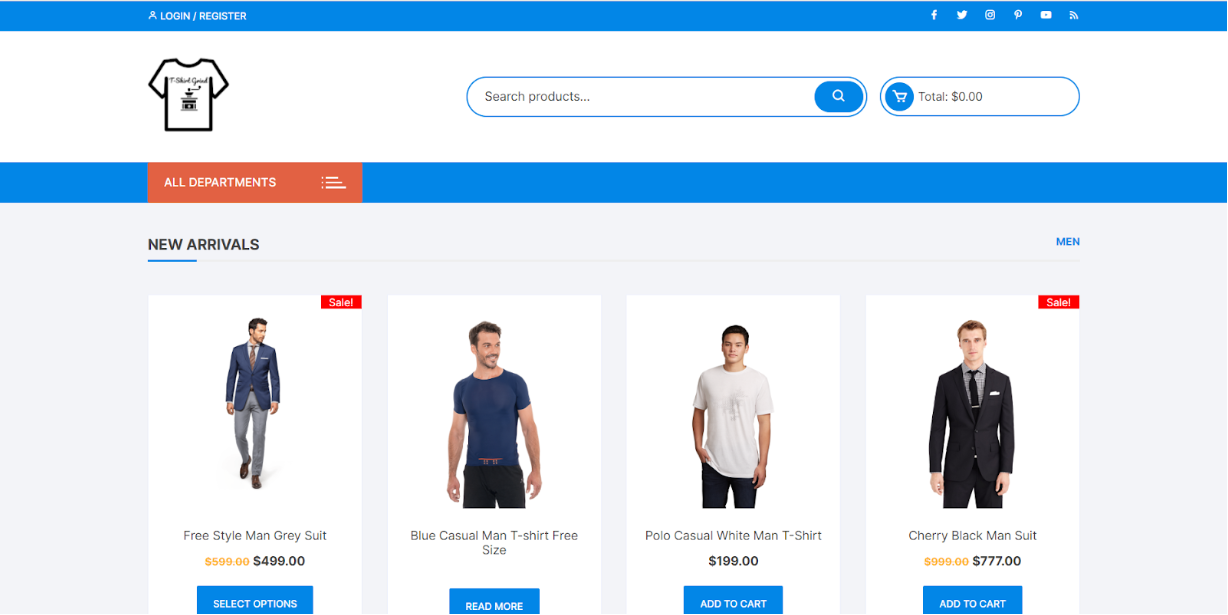 LOGIN / REGISTER
T-Shirt Grind
Search products...
Total: $0.00
ALL DEPARTMENTS
NEW ARRIVALS
MEN
Sale!
Sale!
Free Style Man Grey Suit
Blue Casual Man T-shirt Free
Size
Polo Casual White Man T-Shirt
Cherry Black Man Suit
$599.00 $499.00
$199.00
$999.00 $777.00
SELECT OPTIONS
READ MORE
ADD TO CART
ADD TO CART